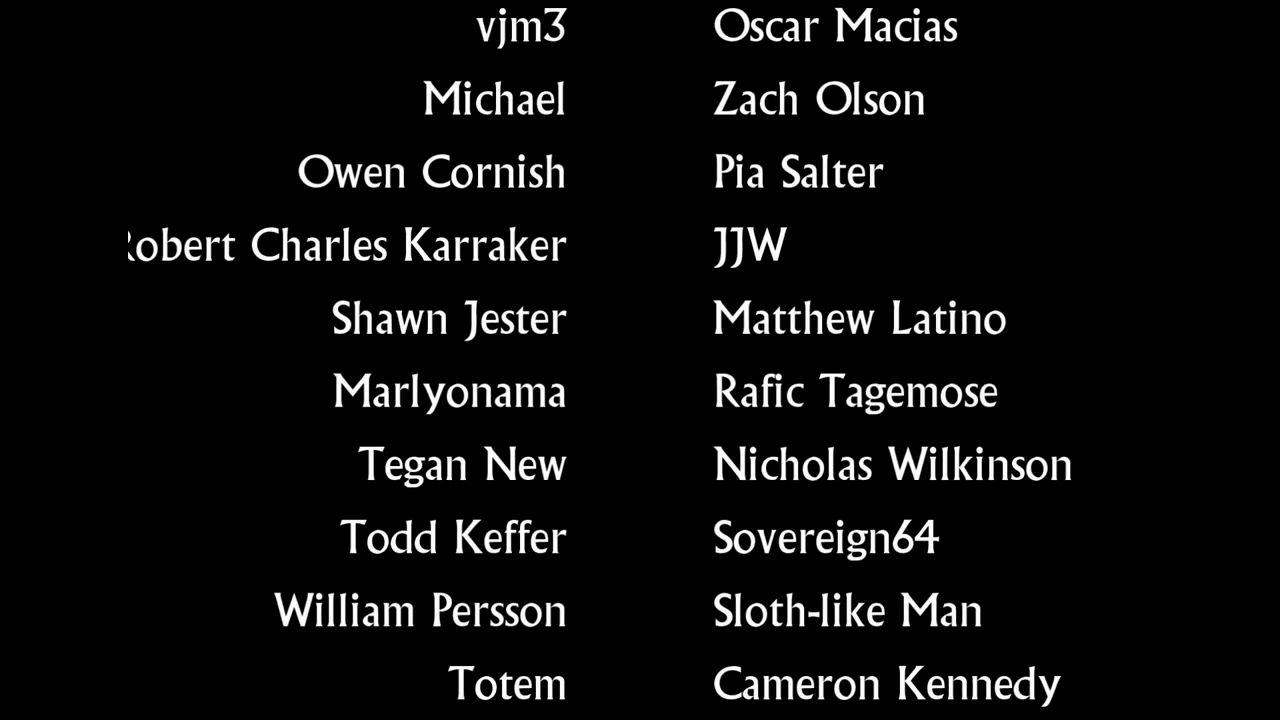 vjm3 Oscar Macias
Michael Zach Olson
Owen Cornish Pia Salter
Robert Charles Karraker JJW
Shawn Jester Matthew Latino
Marlyonama Rafic Tagemose
Tegan New Nicholas Wilkinson
Todd Keffer Sovereign64
William Persson Sloth-like Man
Totem Cameron Kennedy